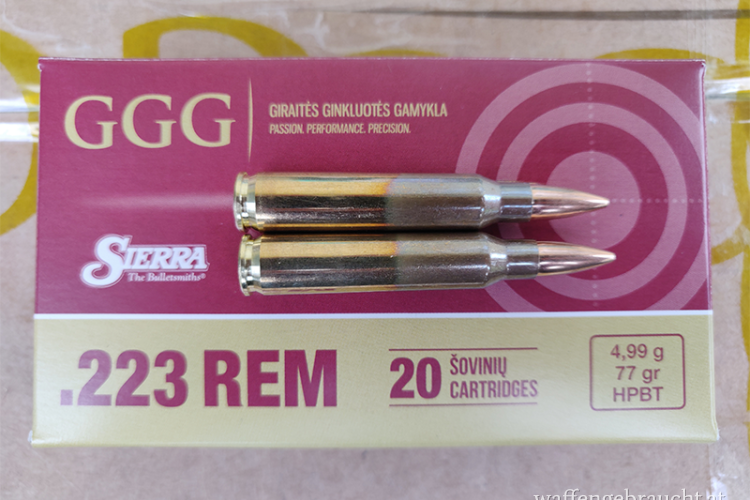 GGG
GIRAITĖS GINKLUOTĖS GAMYKLA
PASSION. PERFORMANCE. PRECISION.
SIERRA
The Bulletsmiths®
.223 REM
20 ŠOVINIŲ
CARTRIDGES
4,99 g
77 gr
HPBT
waffengebraucht.at